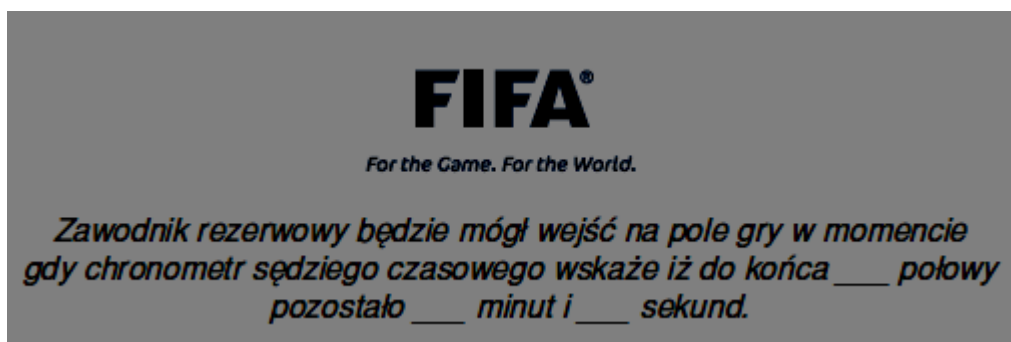 FIFA®
For the Game. For the World.
Zawodnik rezerwowy będzie mógł wejść na pole gry w momencie
gdy chronometr sędziego czasowego wskaże iż do końca ___ połowy
pozostało ___ minut i ___ sekund.